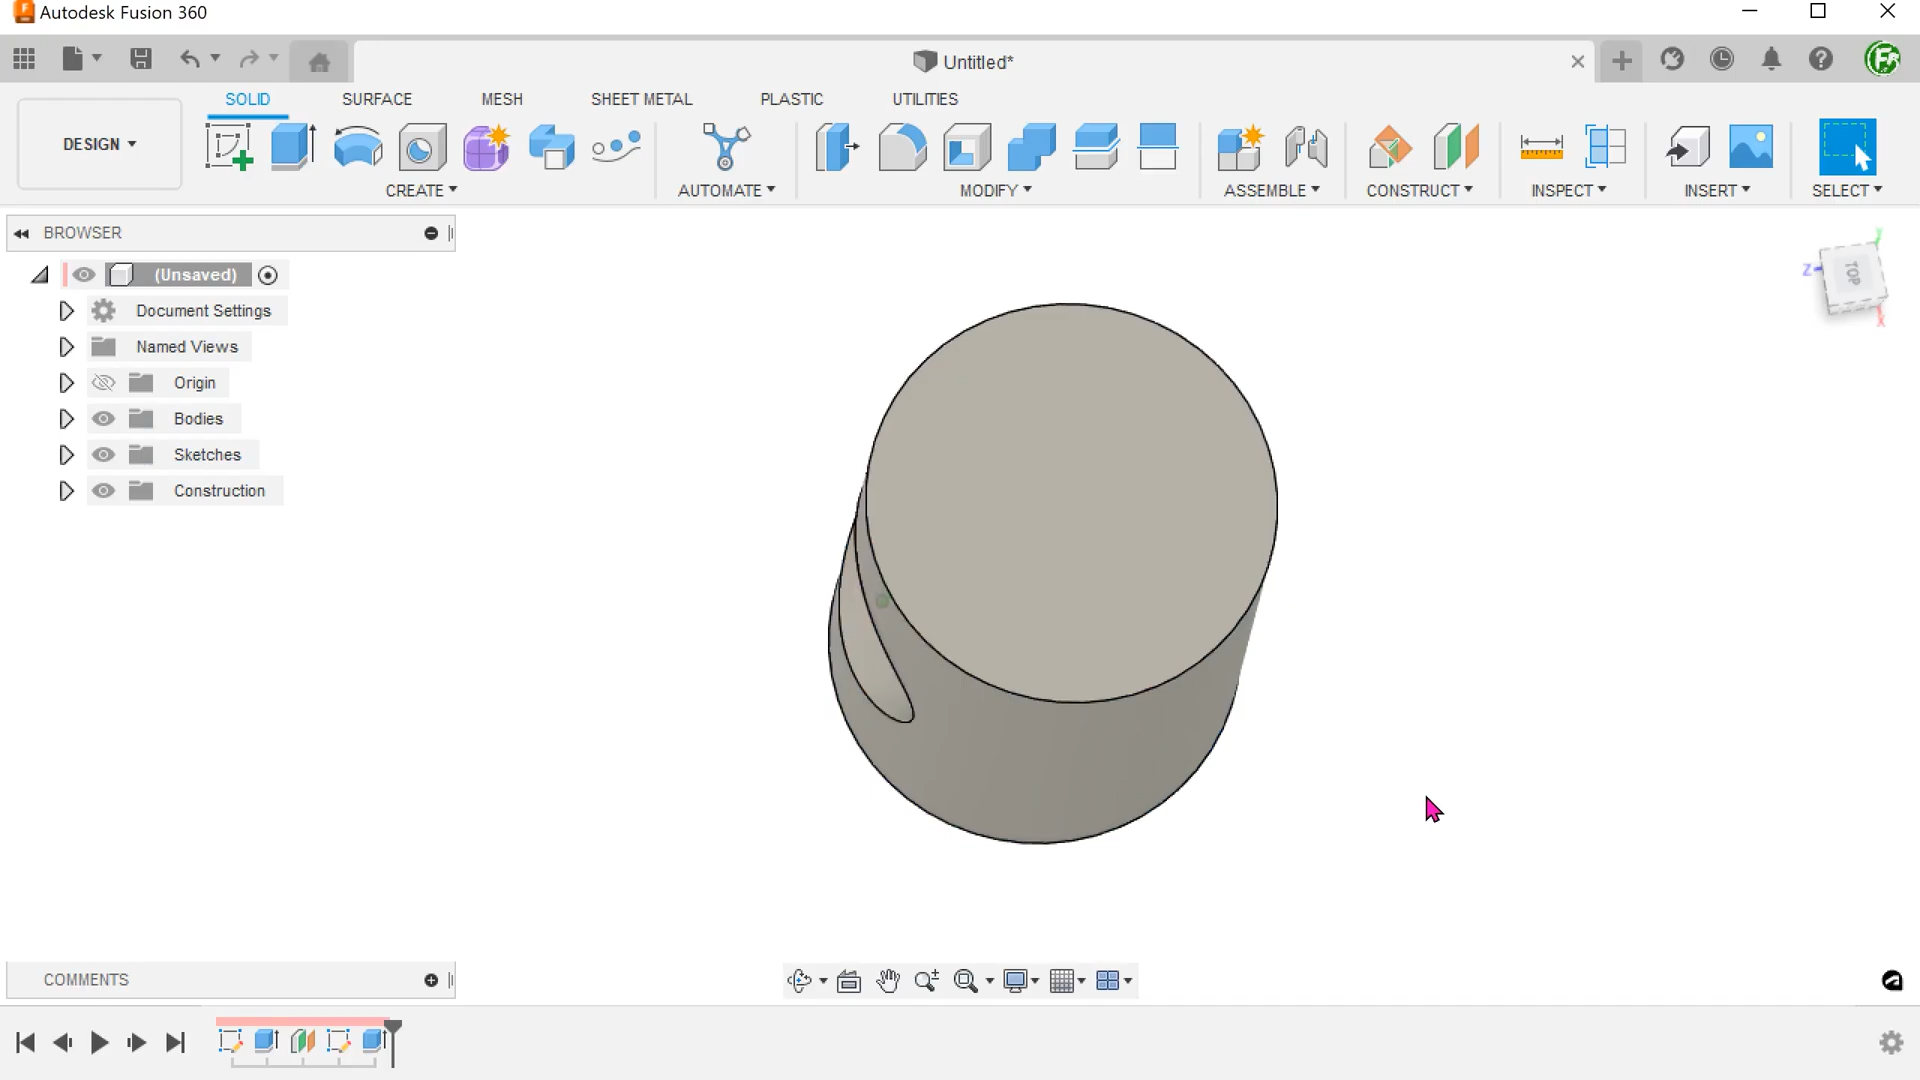 Autodesk Fusion 360
Untitled*
SOLID SURFACE MESH SHEET METAL PLASTIC UTILITIES
DESIGN
CREATE AUTOMATE MODIFY ASSEMBLE CONSTRUCT INSPECT INSERT SELECT
BROWSER
(Unsaved)
Document Settings
Named Views
Origin
Bodies
Sketches
Construction
Y
Z
TOP
X
COMMENTS